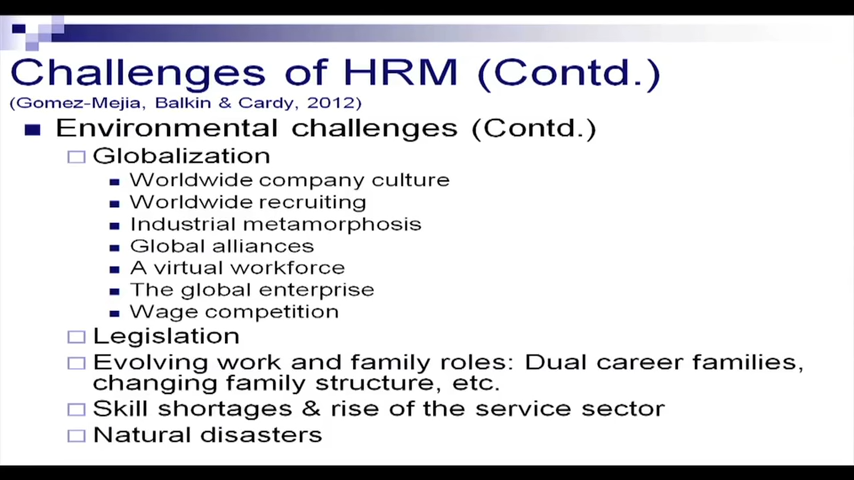 Challenges of HRM (Contd.)
(Gomez-Mejia, Balkin & Cardy, 2012)
Environmental challenges (Contd.)
Globalization
Worldwide company culture
Worldwide recruiting
Industrial metamorphosis
Global alliances
A virtual workforce
The global enterprise
Wage competition
Legislation
Evolving work and family roles: Dual career families,
changing family structure, etc.
Skill shortages & rise of the service sector
Natural disasters